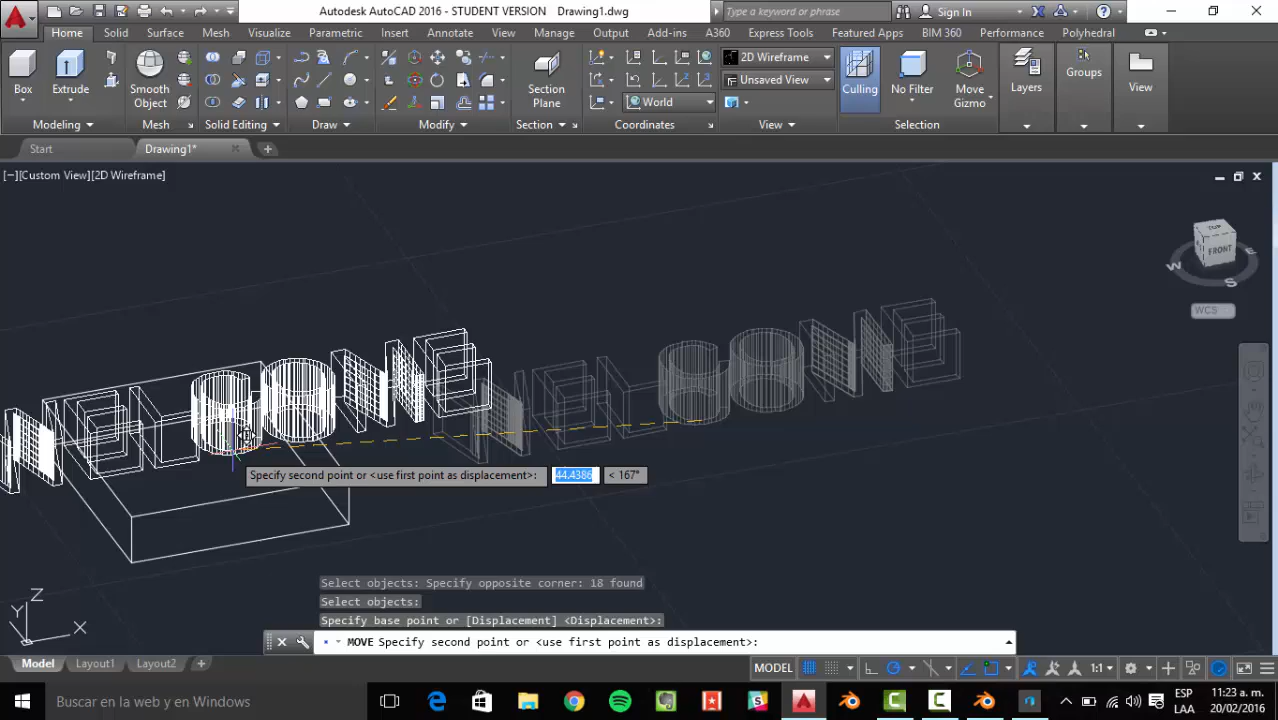 Autodesk AutoCAD 2016 - STUDENT VERSION Drawing1.dwg
Type a keyword or phrase
Sign In
Home Solid Surface Mesh Visualize Parametric Insert Annotate View Manage Output Add-ins A360 Express Tools Featured Apps BIM 360 Performance Polyhedral
2D Wireframe
Unsaved View
World
Box Extrude Smooth Object Section Plane Culling No Filter Move Gizmo Layers Groups View
Modeling Mesh Solid Editing Draw Modify Section Coordinates View Selection
Start Drawing1*
[−][Custom View][2D Wireframe]
TOP
FRONT
W E
S
WCS
Specify second point or <use first point as displacement>: 44.4386 < 167°
Select objects: Specify opposite corner: 18 found
Select objects:
Specify base point or [Displacement] <Displacement>:
MOVE Specify second point or <use first point as displacement>:
Z
Y
X
Model Layout1 Layout2
MODEL 1:1
Buscar en la web y en Windows
ESP 11:23 a. m.
LAA 20/02/2016